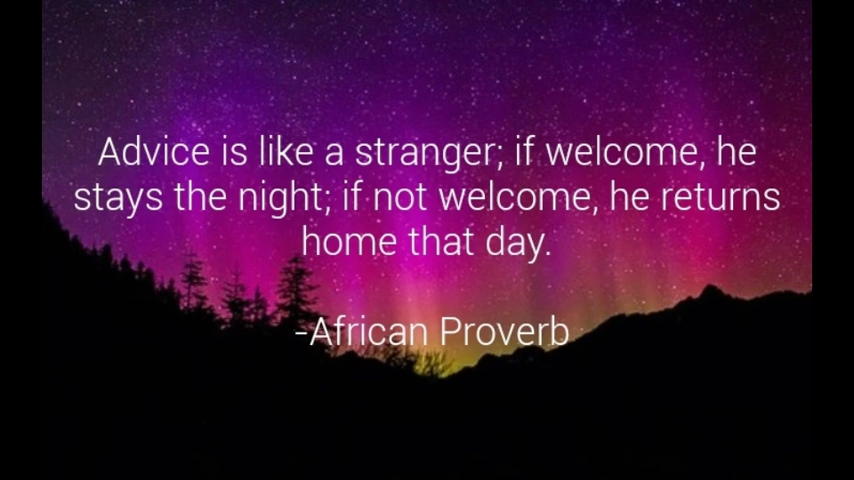 Advice is like a stranger; if welcome, he
stays the night; if not welcome, he returns
home that day.
-African Proverb